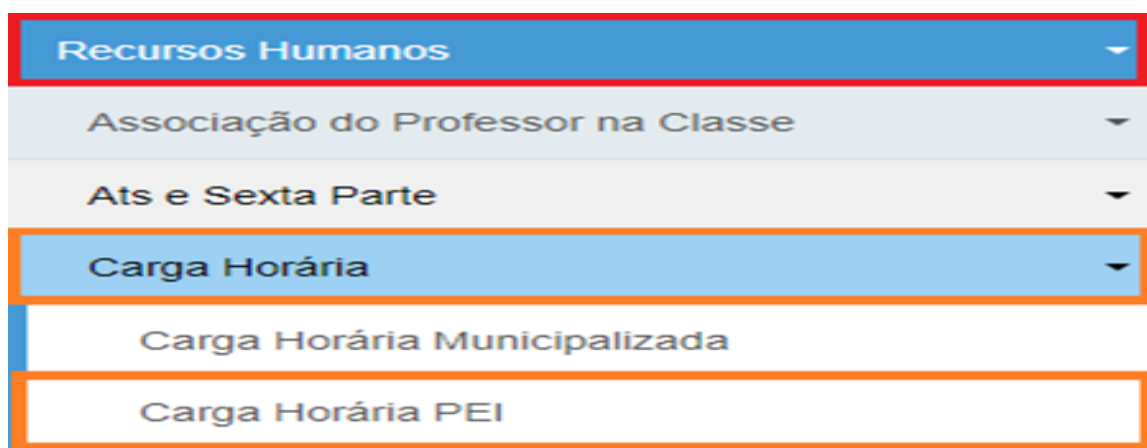 Recursos Humanos
Associação do Professor na Classe
Ats e Sexta Parte
Carga Horária
Carga Horária Municipalizada
Carga Horária PEI